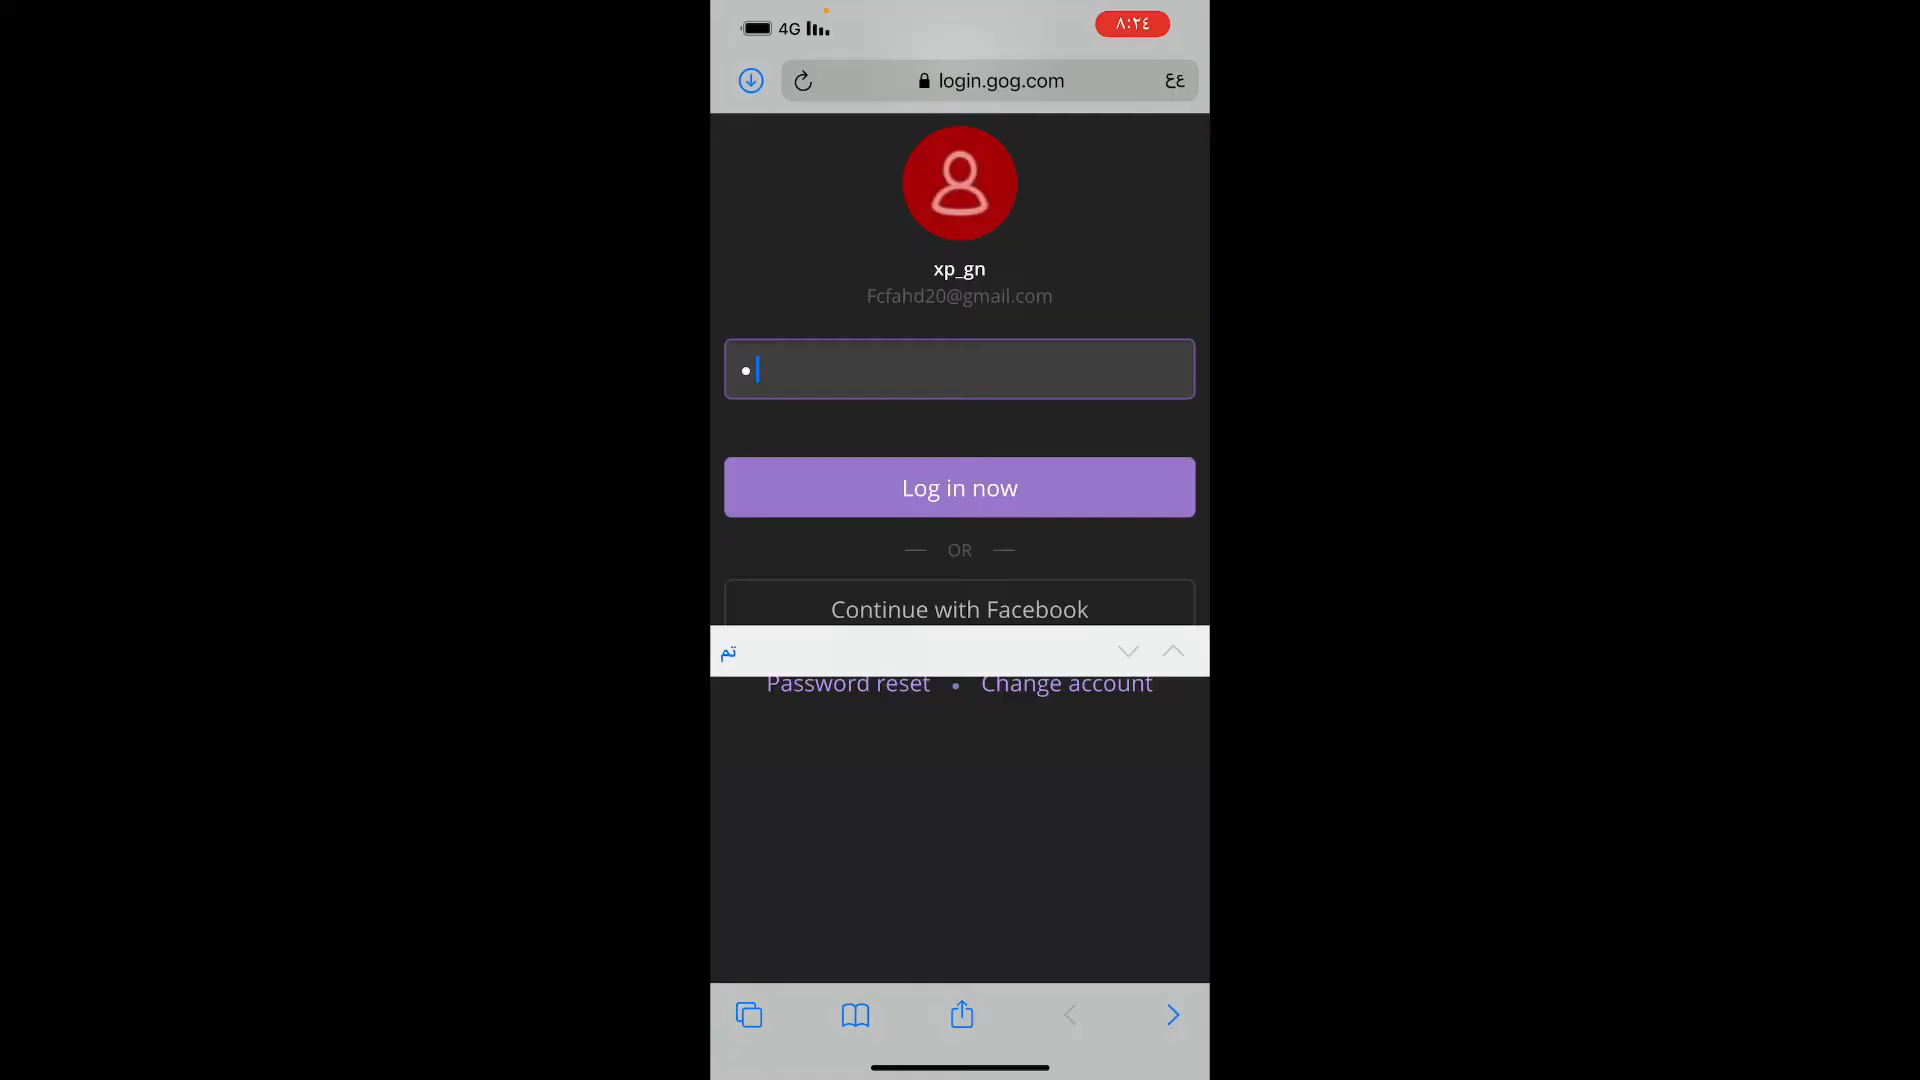 4G
٨:٢٤
login.gog.com
عع
xp_gn
Fcfahd20@gmail.com
Log in now
OR
Continue with Facebook
تم
Password reset • Change account